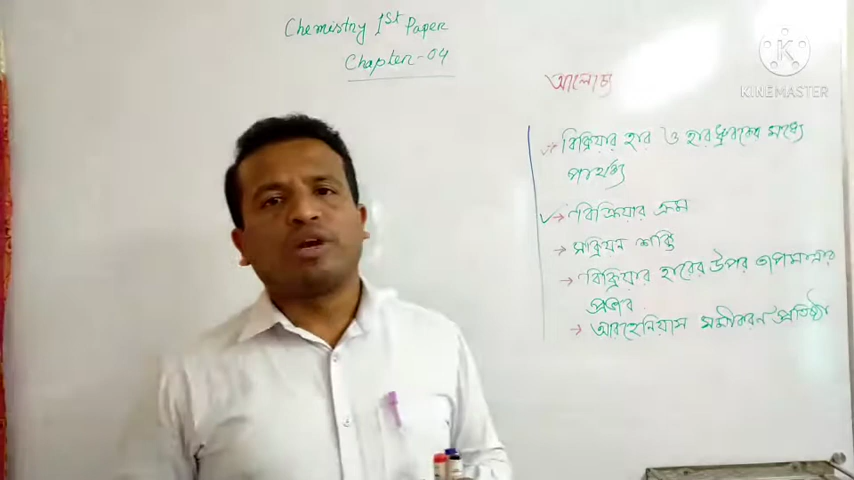 Chemistry 1st Paper
Chapter-04
আলোচ্য
বিক্রিয়ার হার ও হারধ্রুবকের মধ্যে
পার্থক্য
বিক্রিয়ার ক্রম
সক্রিয়ন শক্তি
বিক্রিয়ার হারের উপর তাপমাত্রার
প্রভাব
আরহেনিয়াস সমীকরণ প্রতিষ্ঠা
K
KINEMASTER